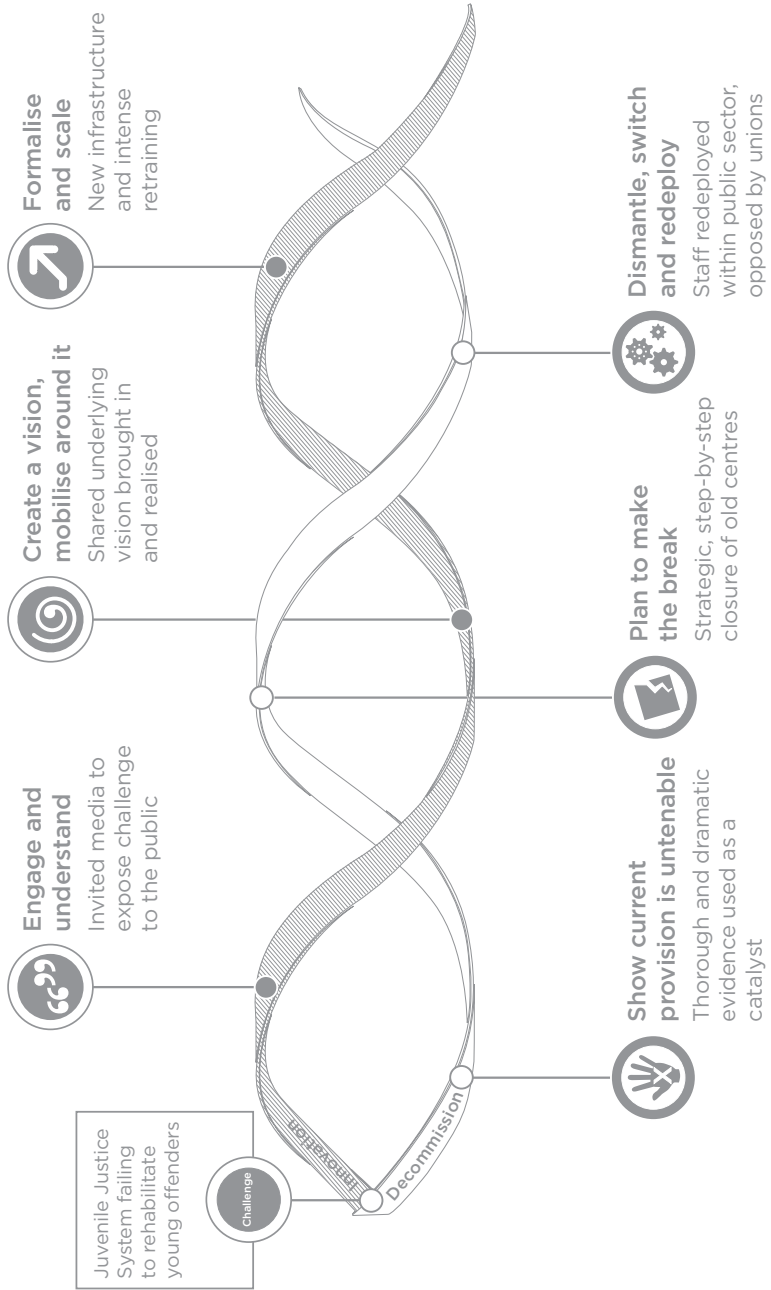 Juvenile Justice
System failing
to rehabilitate
young offenders
Challenge
Innovation
Decommission
Engage and
understand
Invited media to
expose challenge
to the public
Create a vision,
mobilise around it
Shared underlying
vision brought in
and realised
Formalise
and scale
New infrastructure
and intense
retraining
Show current
provision is untenable
Thorough and dramatic
evidence used as a
catalyst
Plan to make
the break
Strategic, step-by-step
closure of old centres
Dismantle, switch
and redeploy
Staff redeployed
within public sector,
opposed by unions